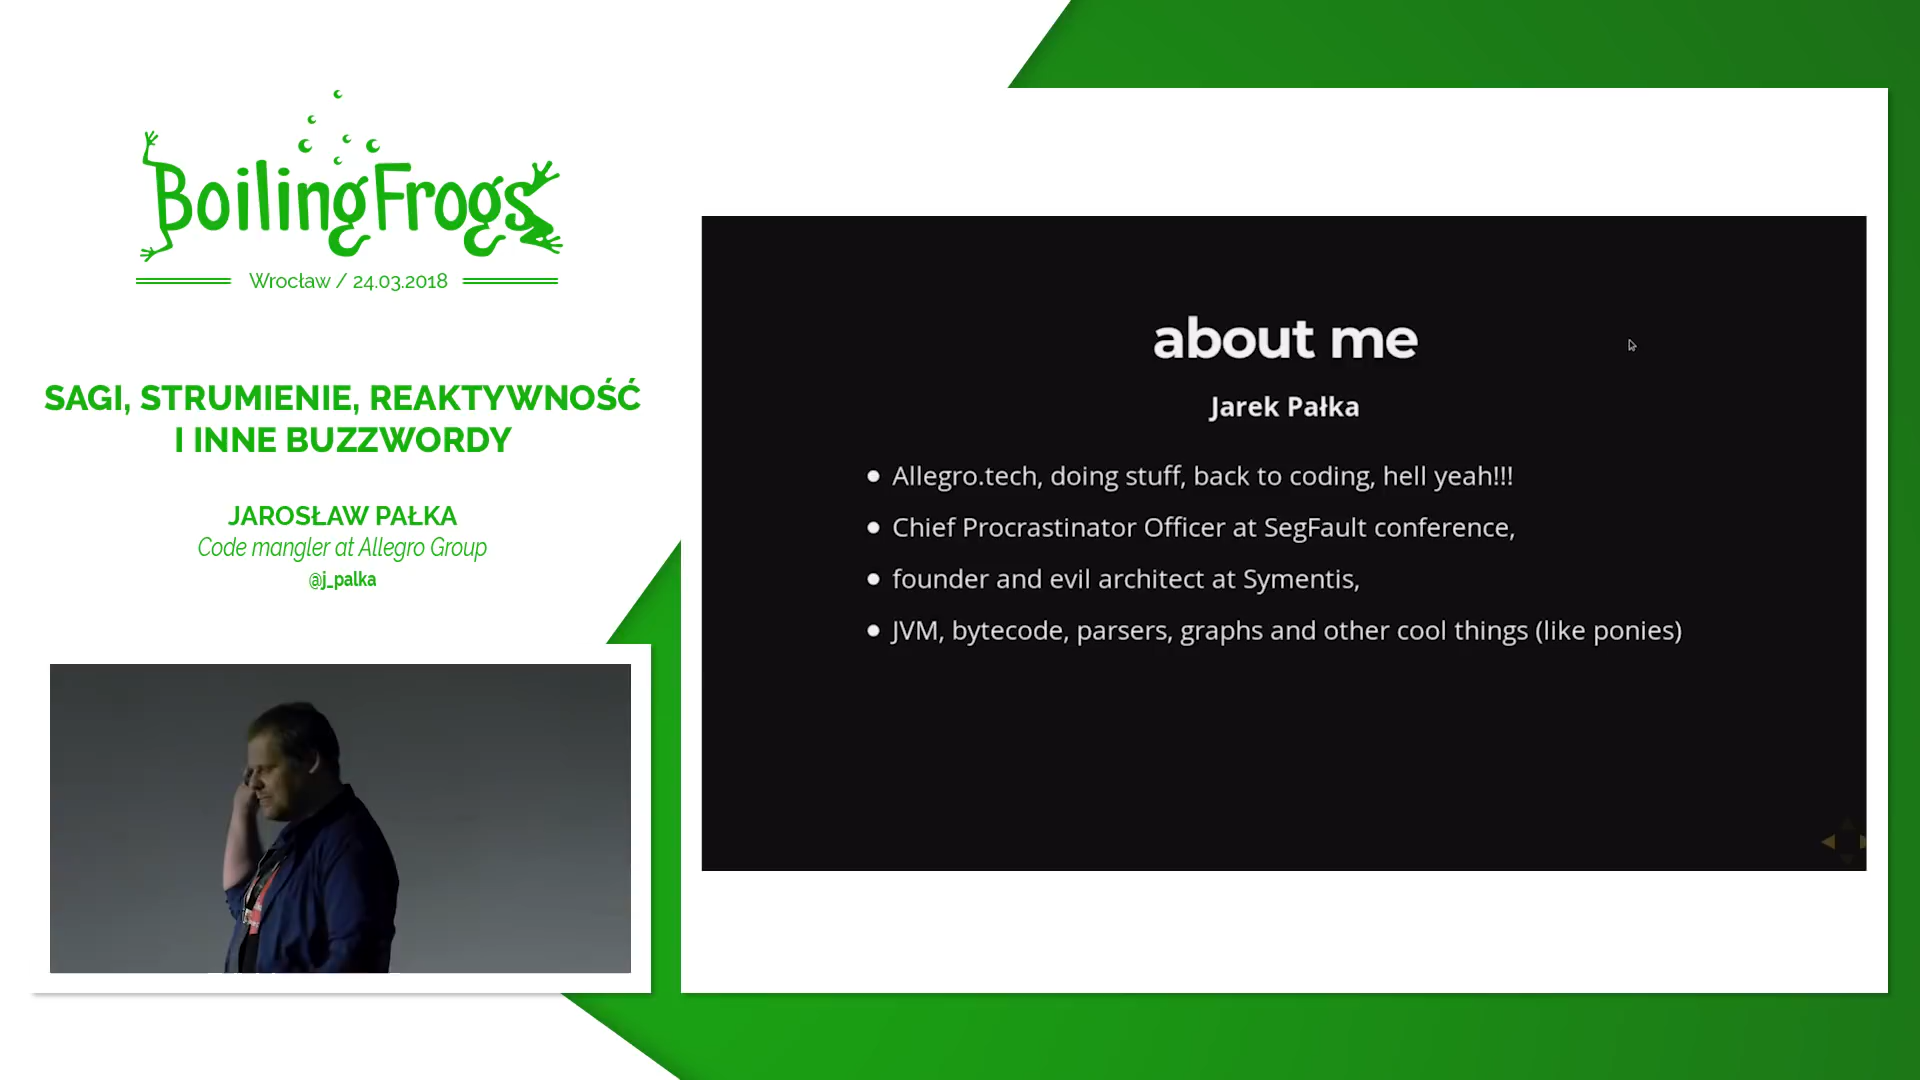 BoilingFrogs
Wrocław / 24.03.2018
SAGI, STRUMIENIE, REAKTYWNOŚĆ
I INNE BUZZWORDY
JAROSŁAW PAŁKA
Code mangler at Allegro Group
@j_palka
about me
Jarek Pałka
Allegro.tech, doing stuff, back to coding, hell yeah!!!
Chief Procrastinator Officer at SegFault conference,
founder and evil architect at Symentis,
JVM, bytecode, parsers, graphs and other cool things (like ponies)